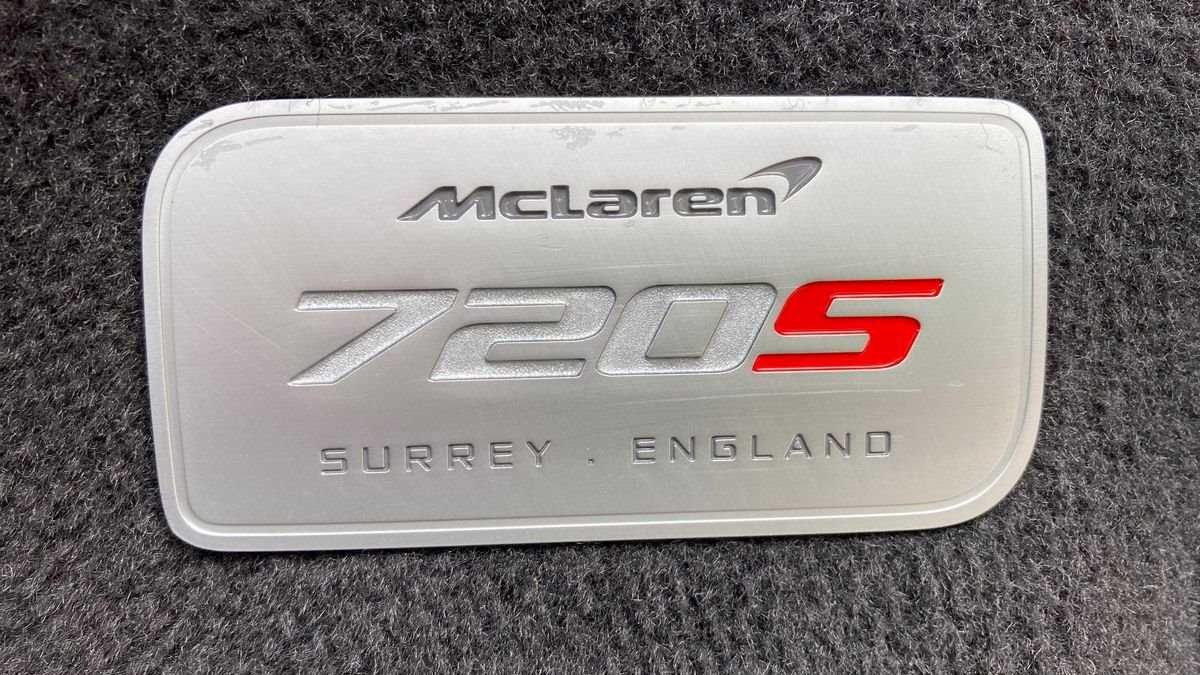 McLaren
720S
SURREY . ENGLAND